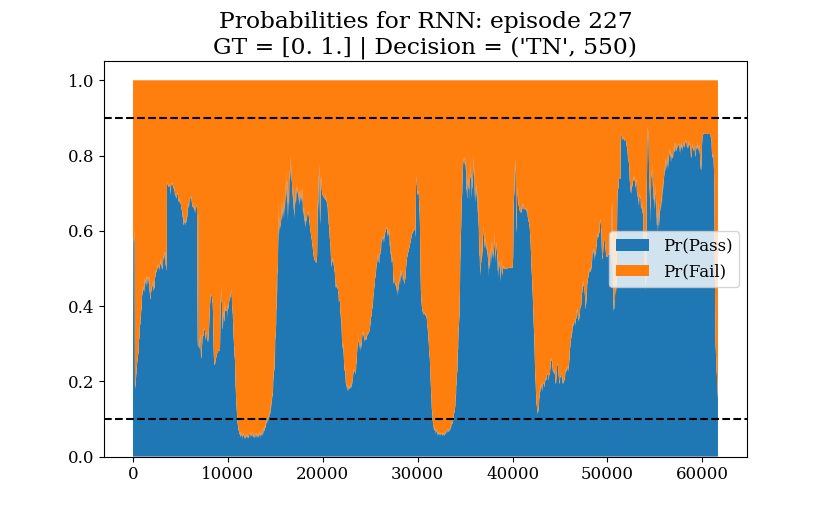 Probabilities for RNN: episode 227
GT = [0. 1.] | Decision = ('TN', 550)
1.0
0.8
0.6
0.4
0.2
0.0
Pr(Pass)
Pr(Fail)
0 10000 20000 30000 40000 50000 60000